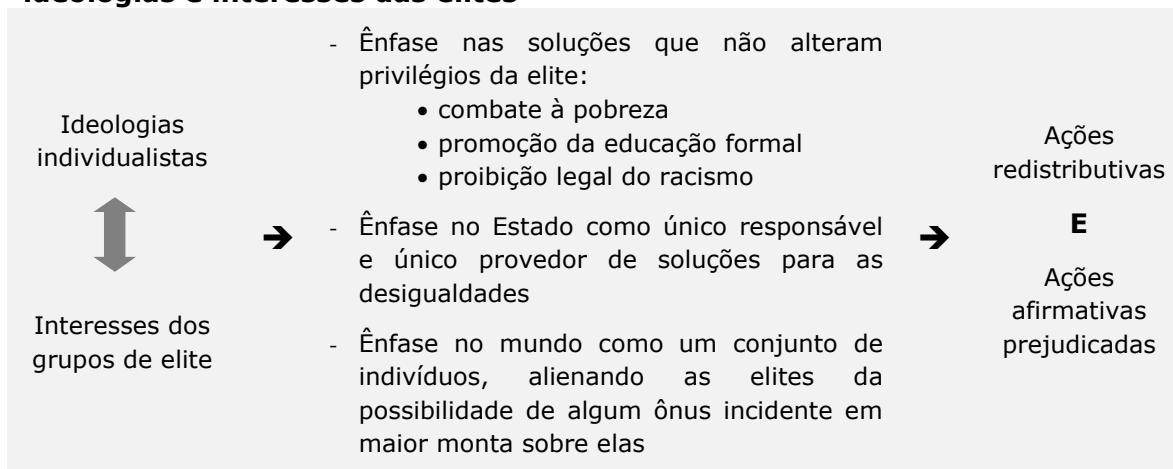 Ideologias e interesses das elites
Ideologias
individualistas
Interesses dos
grupos de elite
➔
- Ênfase nas soluções que não alteram
privilégios da elite:
• combate à pobreza
• promoção da educação formal
• proibição legal do racismo
- Ênfase no Estado como único responsável
e único provedor de soluções para as
desigualdades
- Ênfase no mundo como um conjunto de
indivíduos, alienando as elites da
possibilidade de algum ônus incidente em
maior monta sobre elas
➔
Ações
redistributivas
E
Ações
afirmativas
prejudicadas